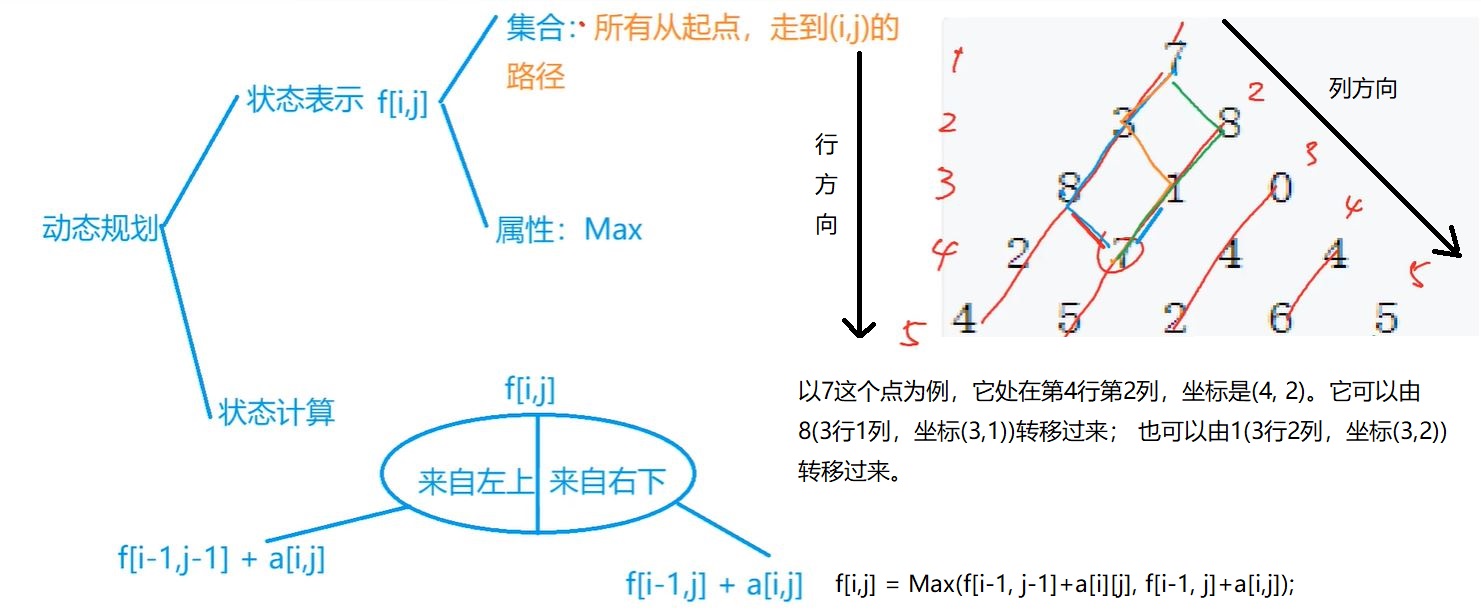 集合: 所有从起点，走到(i,j)的
路径
状态表示 f[i,j]
属性：Max
动态规划
状态计算
f[i,j]
来自左上 来自右下
f[i-1,j-1] + a[i,j]
f[i-1,j] + a[i,j]
行
方
向
列方向
1 7
2 3 8 2
3 8 1 0 3
4 2 7 4 4 4
5 4 5 2 6 5 5
以7这个点为例，它处在第4行第2列，坐标是(4, 2)。它可以由
8(3行1列，坐标(3,1))转移过来； 也可以由1(3行2列，坐标(3,2))
转移过来。
f[i,j] = Max(f[i-1, j-1]+a[i][j], f[i-1, j]+a[i,j]);